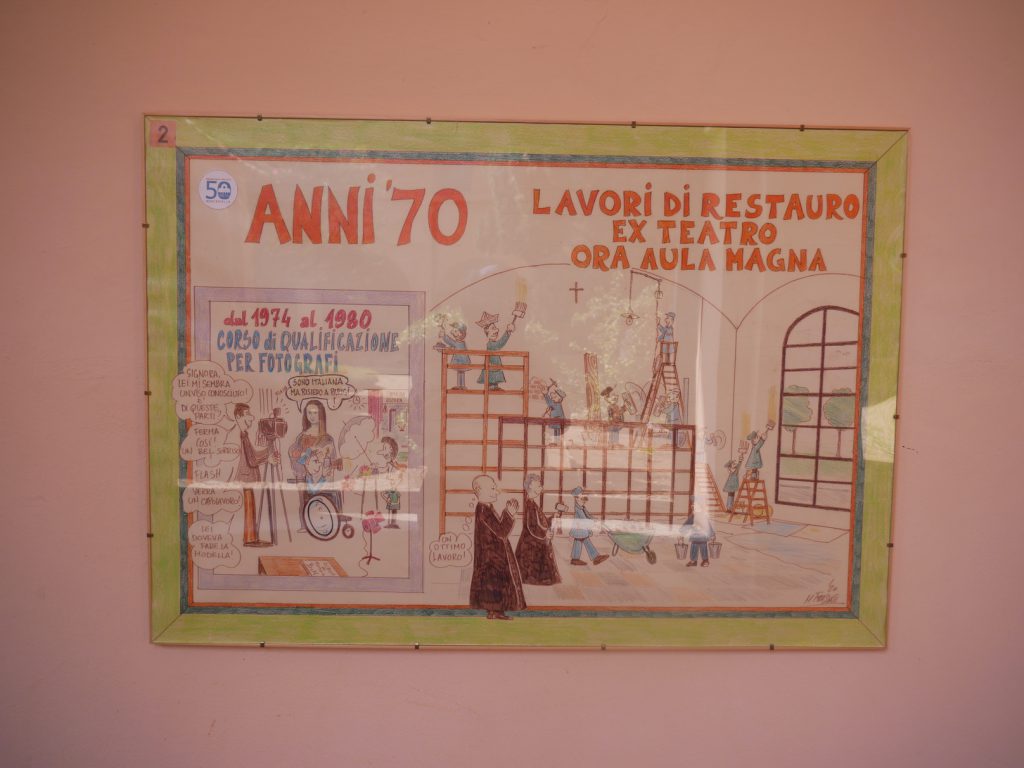 2
50
ANNI '70
LAVORI DI RESTAURO
EX TEATRO
ORA AULA MAGNA
dal 1974 al 1980
CORSO di QUALIFICAZIONE
PER FOTOGRAFI
SIGNORA,
LEI MI SEMBRA
UN VISO CONOSCIUTO!
È
DI QUESTE
PARTI?
SONO ITALIANA
MA RISIEDO A PARIGI
FERMA
COSÌ!
UN BEL SORRISO
FLASH
VERRÀ
UN CAPOLAVORO!
LEI
DOVEVA
FARE LA
MODELLA!
UN
OTTIMO
LAVORO!